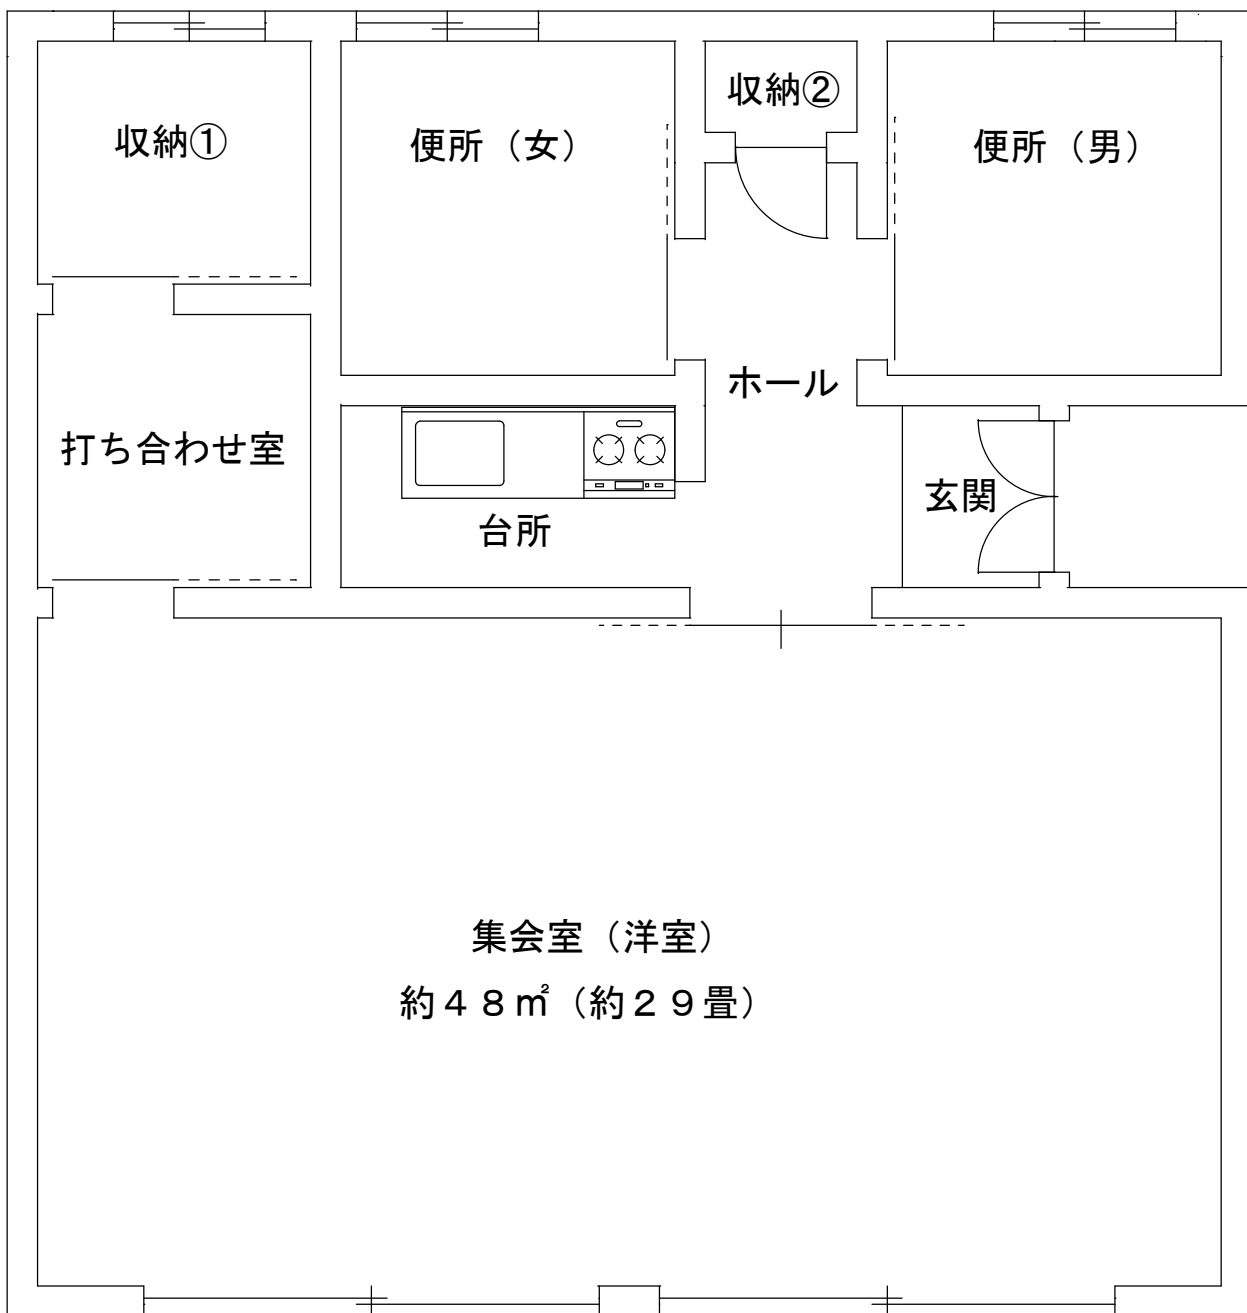 収納①
便所（女）
収納②
便所（男）
ホール
打ち合わせ室
台所
玄関
集会室（洋室）
約４８㎡（約２９畳）